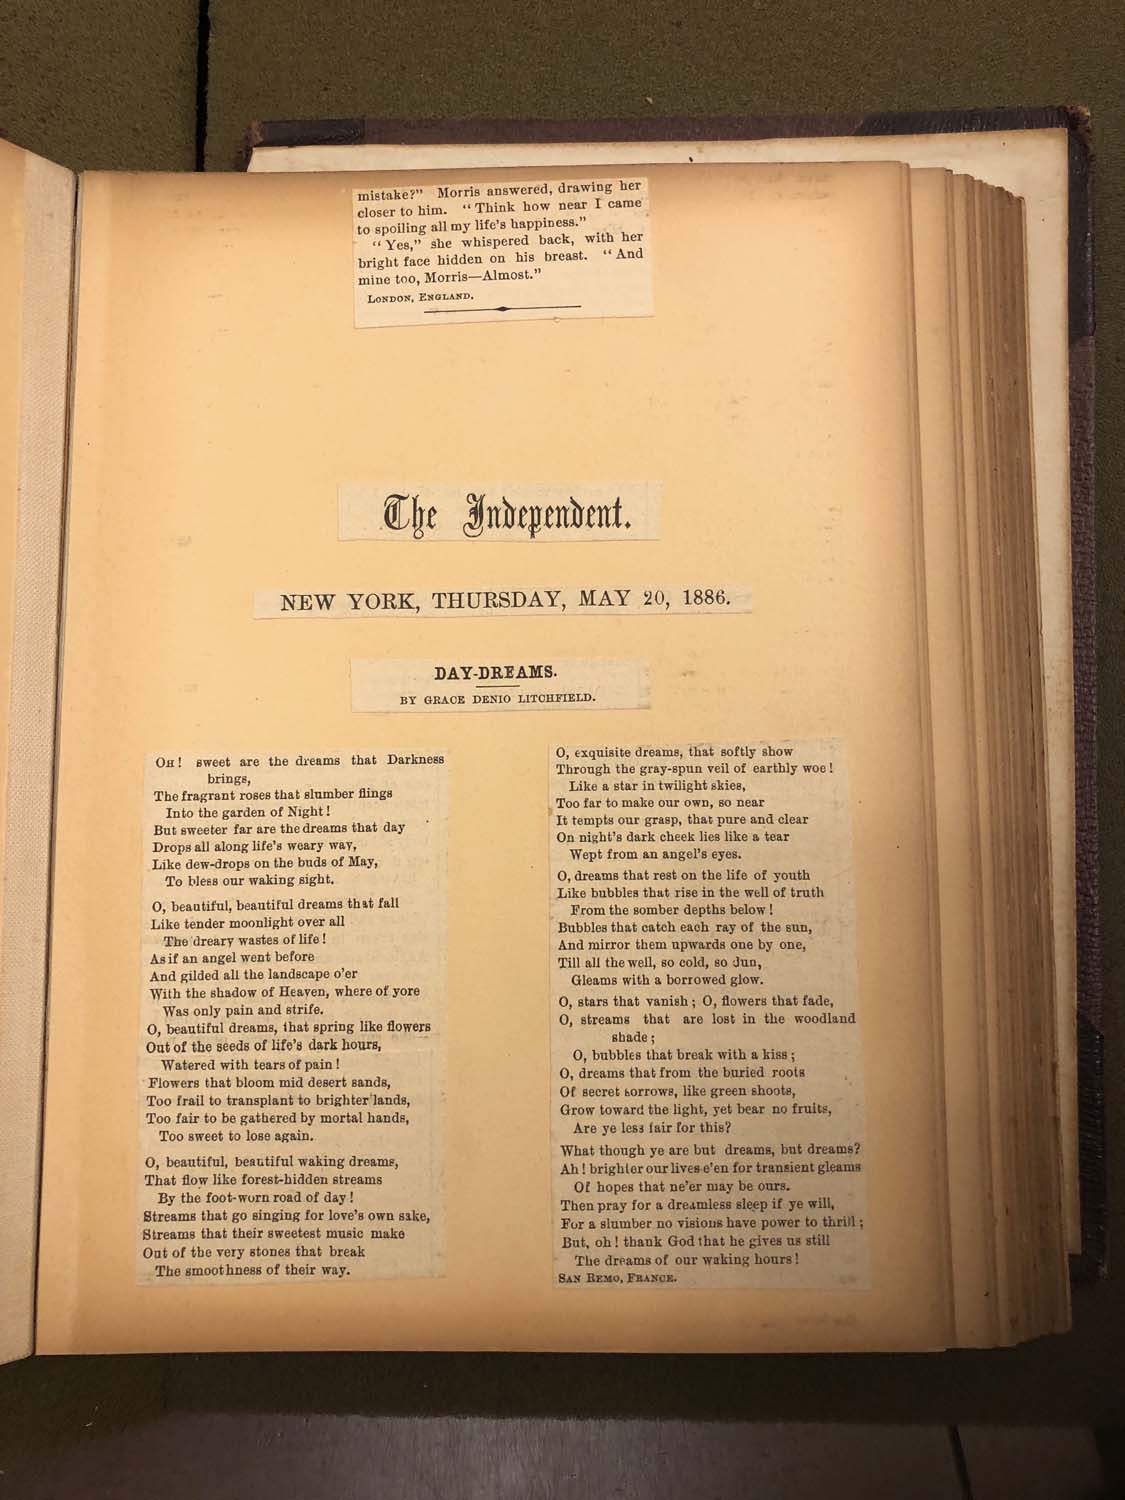 mistake?" Morris answered, drawing her
closer to him. "Think how near I came
to spoiling all my life's happiness."
"Yes," she whispered back, with her
bright face hidden on his breast. "And
mine too, Morris—Almost."
LONDON, ENGLAND.
The Independent.
NEW YORK, THURSDAY, MAY 20, 1886.
DAY-DREAMS.
BY GRACE DENIO LITCHFIELD.
OH! sweet are the dreams that Darkness
brings,
The fragrant roses that slumber flings
Into the garden of Night!
But sweeter far are the dreams that day
Drops all along life's weary way,
Like dew-drops on the buds of May,
To bless our waking sight.
O, beautiful, beautiful dreams that fall
Like tender moonlight over all
The dreary wastes of life!
As if an angel went before
And gilded all the landscape o'er
With the shadow of Heaven, where of yore
Was only pain and strife.
O, beautiful dreams, that spring like flowers
Out of the seeds of life's dark hours,
Watered with tears of pain!
Flowers that bloom mid desert sands,
Too frail to transplant to brighter lands,
Too fair to be gathered by mortal hands,
Too sweet to lose again.
O, beautiful, beautiful waking dreams,
That flow like forest-hidden streams
By the foot-worn road of day!
Streams that go singing for love's own sake,
Streams that their sweetest music make
Out of the very stones that break
The smoothness of their way.
O, exquisite dreams, that softly show
Through the gray-spun veil of earthly woe!
Like a star in twilight skies,
Too far to make our own, so near
It tempts our grasp, that pure and clear
On night's dark cheek lies like a tear
Wept from an angel's eyes.
O, dreams that rest on the life of youth
Like bubbles that rise in the well of truth
From the somber depths below!
Bubbles that catch each ray of the sun,
And mirror them upwards one by one,
Till all the well, so cold, so dun,
Gleams with a borrowed glow.
O, stars that vanish; O, flowers that fade,
O, streams that are lost in the woodland
shade;
O, bubbles that break with a kiss;
O, dreams that from the buried roots
Of secret sorrows, like green shoots,
Grow toward the light, yet bear no fruits,
Are ye less fair for this?
What though ye are but dreams, but dreams?
Ah! brighter our lives e'en for transient gleams
Of hopes that ne'er may be ours.
Then pray for a dreamless sleep if ye will,
For a slumber no visions have power to thrill;
But, oh! thank God that he gives us still
The dreams of our waking hours!
SAN REMO, FRANCE.